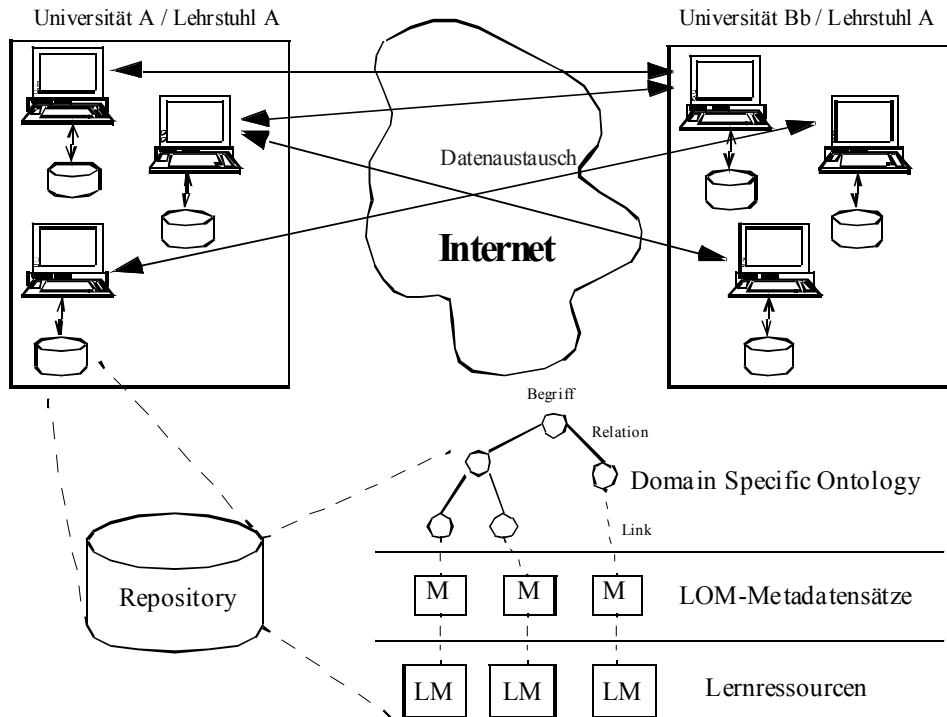 Universität A / Lehrstuhl A
Universität Bb / Lehrstuhl A
Datenaustausch
Internet
Begriff
Relation
Domain Specific Ontology
Link
Repository
M
M
M
LOM-Metadatensätze
LM
LM
LM
Lernressourcen